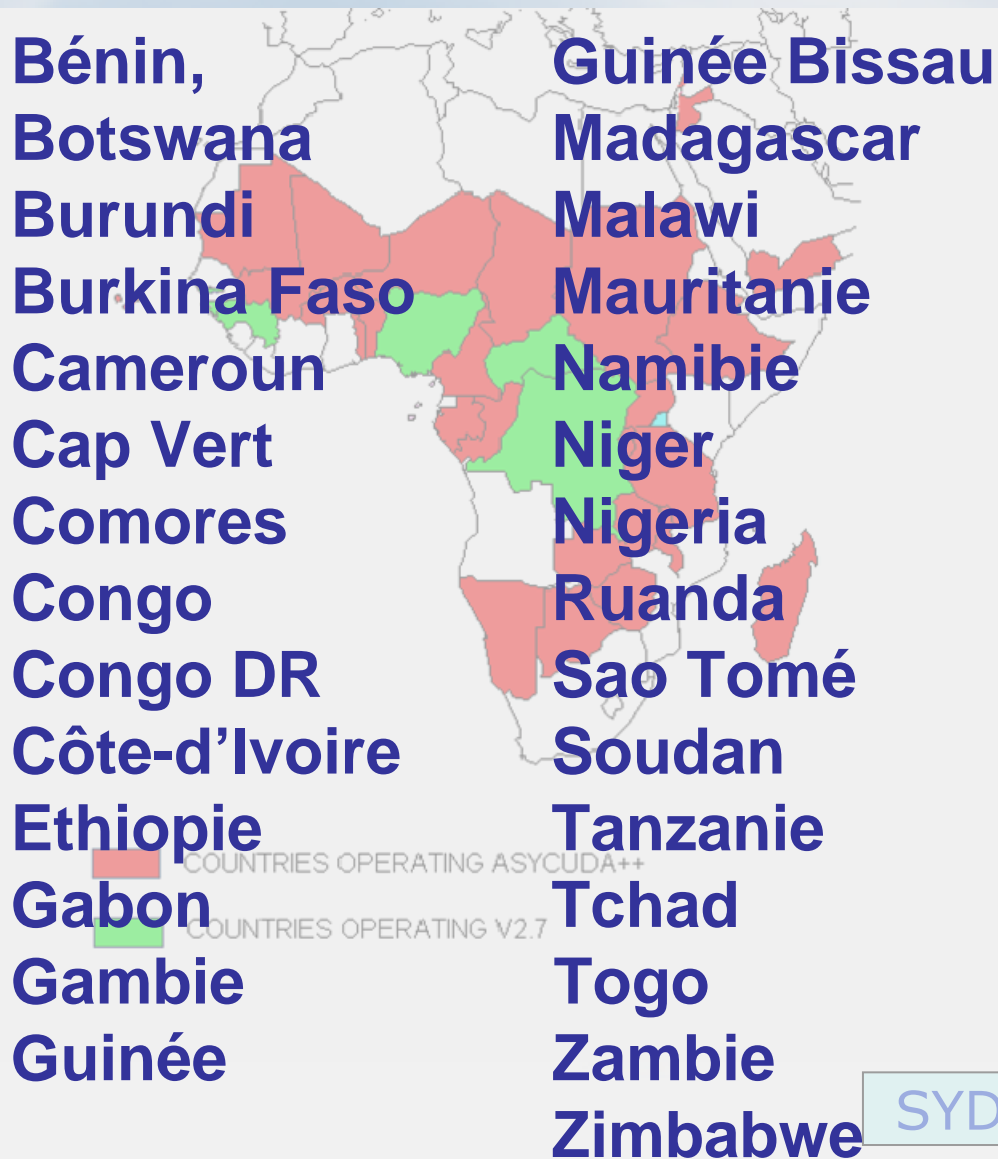 Bénin,
Botswana
Burundi
Burkina Faso
Cameroun
Cap Vert
Comores
Congo
Congo DR
Côte-d’Ivoire
Ethiopie
Gabon
Gambie
Guinée
Guinée Bissau
Madagascar
Malawi
Mauritanie
Namibie
Niger
Nigeria
Ruanda
Sao Tomé
Soudan
Tanzanie
Tchad
Togo
Zambie
Zimbabwe
COUNTRIES OPERATING ASYCUDA++
COUNTRIES OPERATING V2.7
SYD